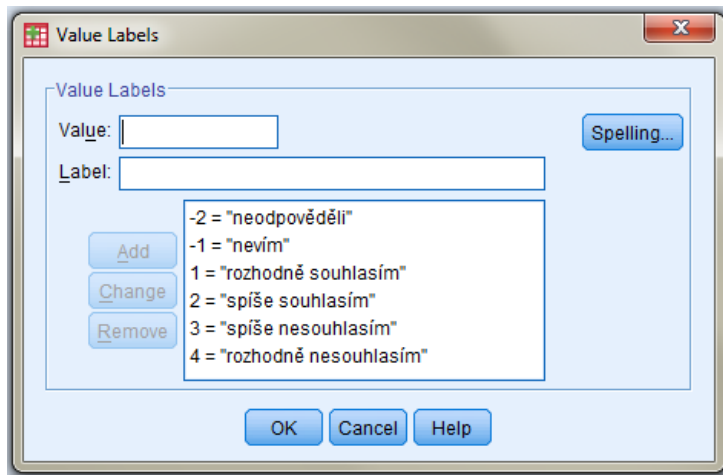 Value Labels
Value Labels
Value:
Spelling...
Label:
-2 = "neodpověděli"
-1 = "nevím"
1 = "rozhodně souhlasím"
2 = "spíše souhlasím"
3 = "spíše nesouhlasím"
4 = "rozhodně nesouhlasím"
Add
Change
Remove
OK
Cancel
Help